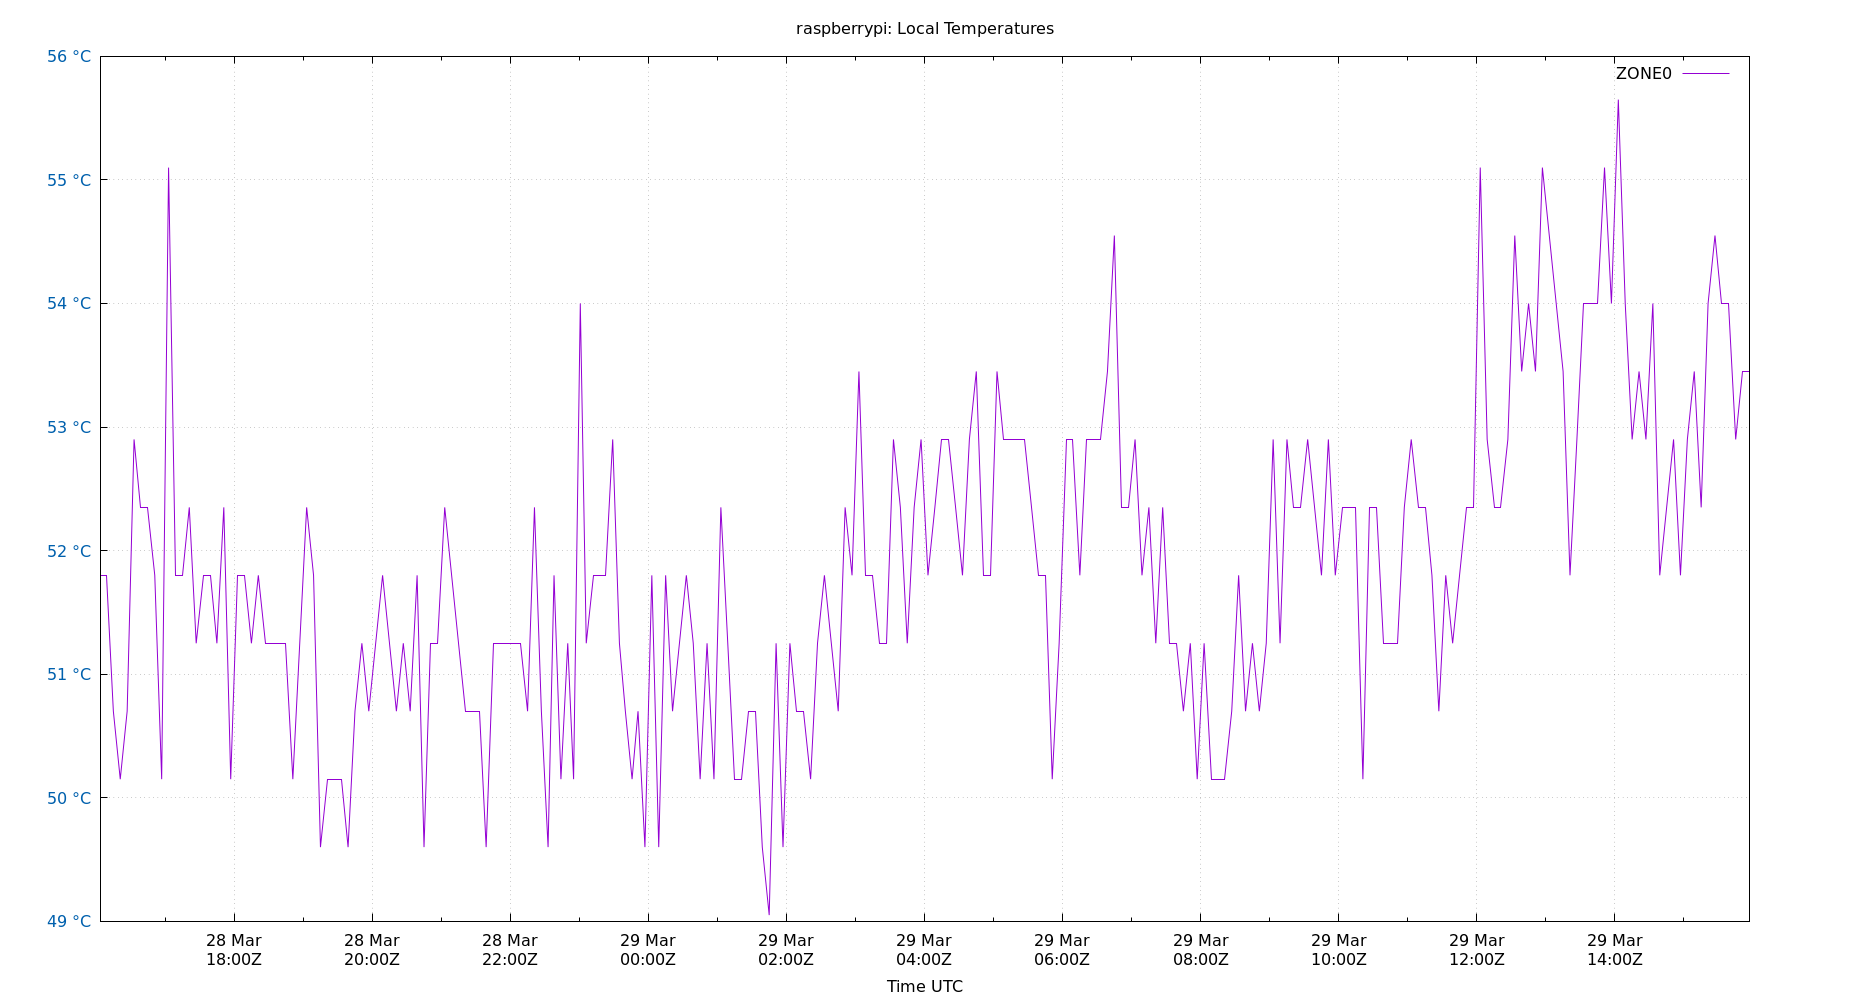 raspberrypi: Local Temperatures
56 °C
ZONE0
55 °C
54 °C
53 °C
52 °C
51 °C
50 °C
49 °C
28 Mar 28 Mar 28 Mar 29 Mar 29 Mar 29 Mar 29 Mar 29 Mar 29 Mar 29 Mar 29 Mar
18:00Z 20:00Z 22:00Z 00:00Z 02:00Z 04:00Z 06:00Z 08:00Z 10:00Z 12:00Z 14:00Z
Time UTC